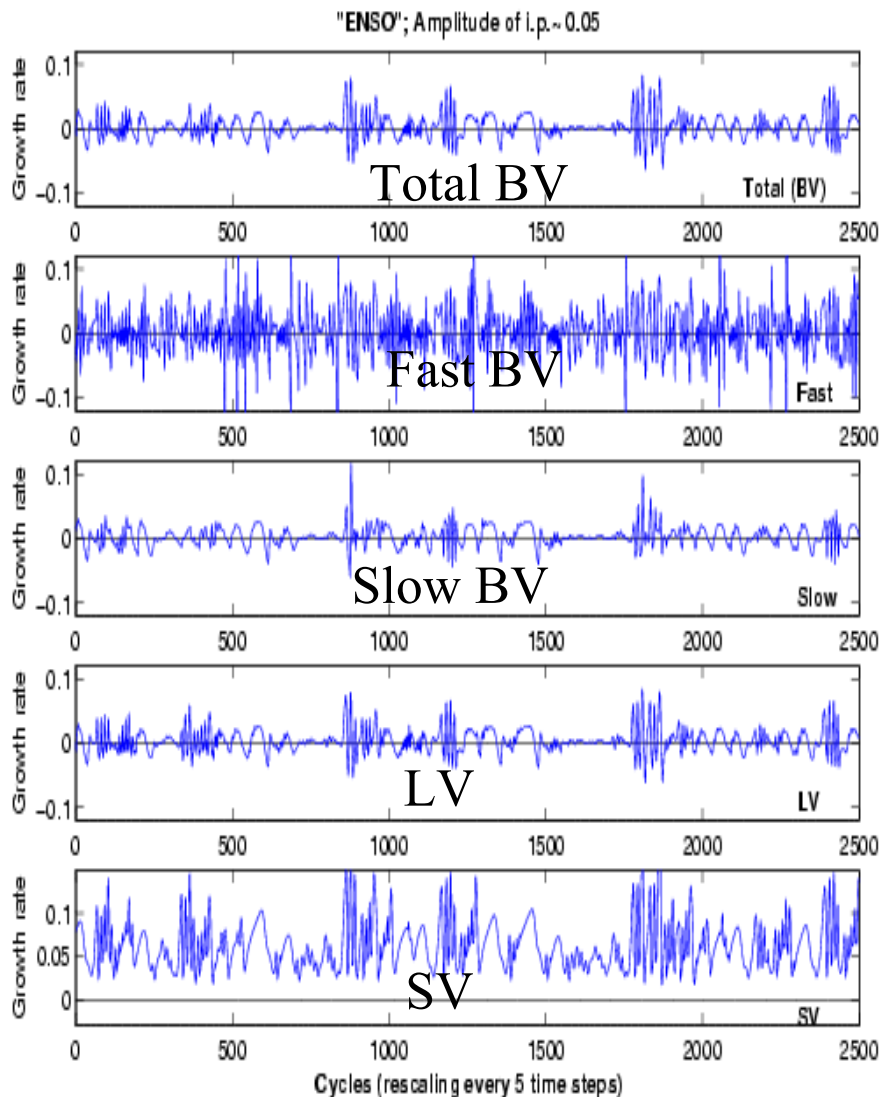 "ENSO"; Amplitude of i.p.~ 0.05
Growth rate
0.1
0
−0.1
Total BV
Total (BV)
0 500 1000 1500 2000 2500
Growth rate
0.1
0
−0.1
Fast BV
Fast
0 500 1000 1500 2000 2500
Growth rate
0.1
0
−0.1
Slow BV
Slow
0 500 1000 1500 2000 2500
Growth rate
0.1
0
−0.1
LV
LV
0 500 1000 1500 2000 2500
Growth rate
0.1
0.05
0
SV
SV
0 500 1000 1500 2000 2500
Cycles (rescaling every 5 time steps)